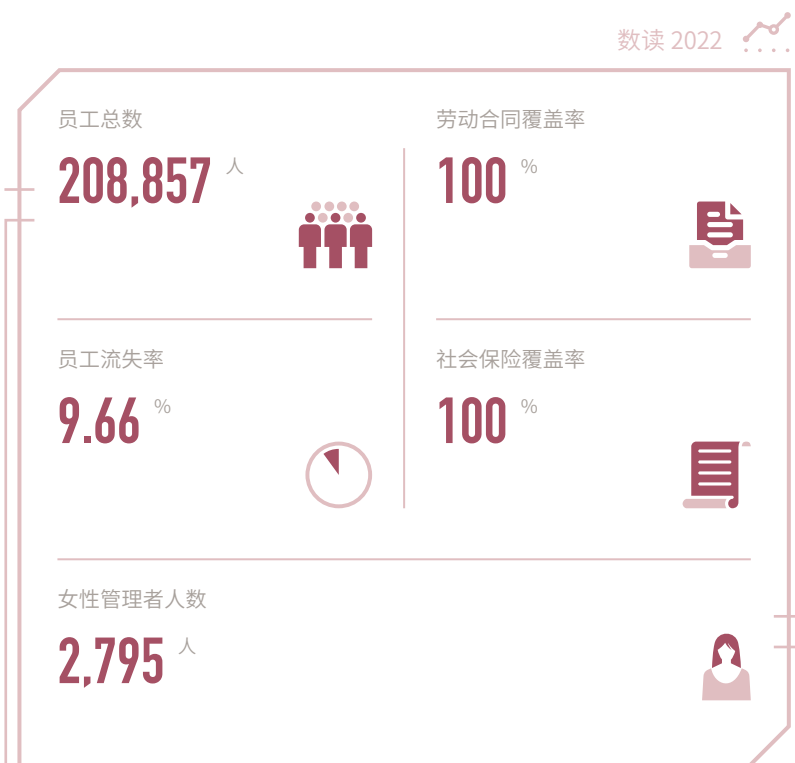 数读 2022
员工总数
208,857 人
劳动合同覆盖率
100 %
员工流失率
9.66 %
社会保险覆盖率
100 %
女性管理者人数
2,795 人